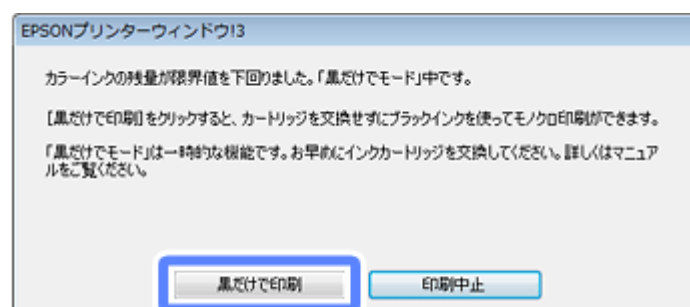 EPSONプリンターウィンドウ!3
カラーインクの残量が限界値を下回りました。「黒だけでモード」中です。
[黒だけで印刷]をクリックすると、カートリッジを交換せずにブラックインクを使ってモノクロ印刷ができます。
「黒だけでモード」は一時的な機能です。お早めにインクカートリッジを交換してください。詳しくはマニュア
ルをご覧ください。
黒だけで印刷
印刷中止